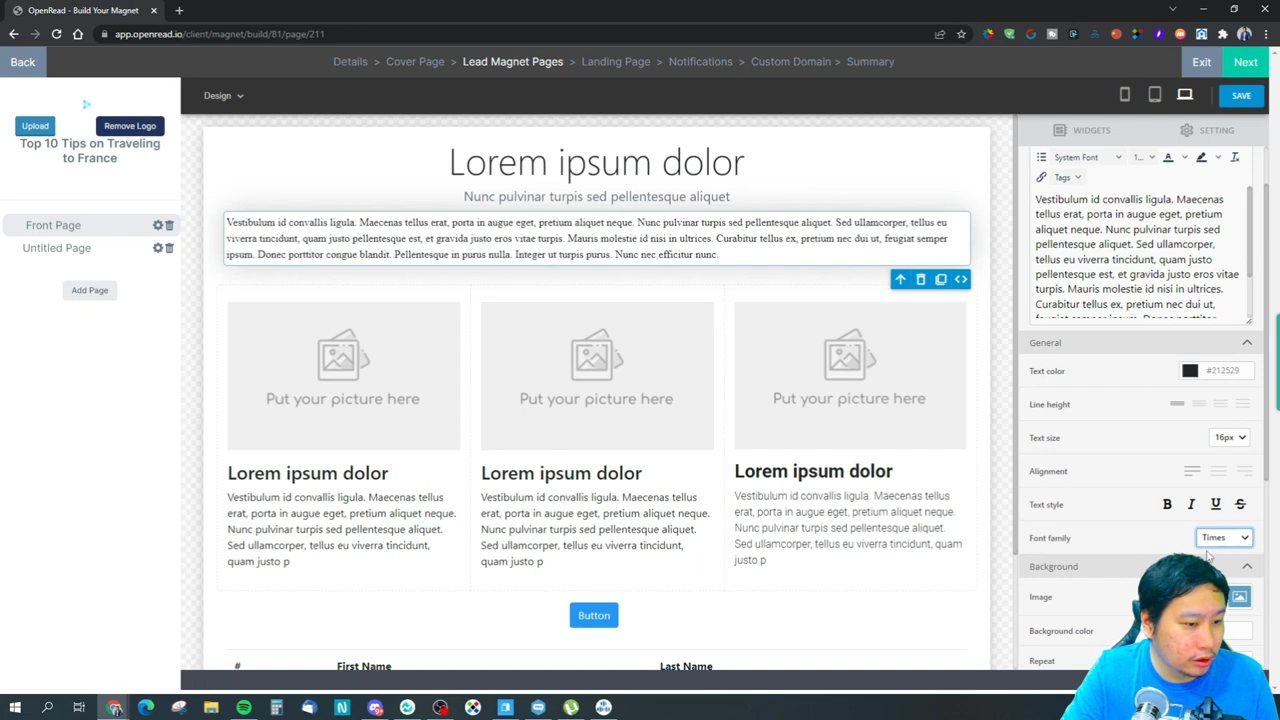 OpenRead - Build Your Magnet
app.openread.io/client/magnet/build/81/page/211
Back
Details > Cover Page > Lead Magnet Pages > Landing Page > Notifications > Custom Domain > Summary
Exit
Next
Upload
Remove Logo
Top 10 Tips on Traveling
to France
Front Page
Untitled Page
Add Page
Design
SAVE
Lorem ipsum dolor
Nunc pulvinar turpis sed pellentesque aliquet
Vestibulum id convallis ligula. Maecenas tellus erat, porta in augue eget, pretium aliquet neque. Nunc pulvinar turpis sed pellentesque aliquet. Sed ullamcorper, tellus eu
viverra tincidunt, quam justo pellentesque est, et gravida justo eros vitae turpis. Mauris molestie id nisi in ultrices. Curabitur tellus ex, pretium nec dui ut, feugiat semper
ipsum. Donec porttitor congue blandit. Pellentesque in purus nulla. Integer ut turpis purus. Nunc nec efficitur nunc.
Put your picture here
Put your picture here
Put your picture here
Lorem ipsum dolor
Vestibulum id convallis ligula. Maecenas tellus
erat, porta in augue eget, pretium aliquet neque.
Nunc pulvinar turpis sed pellentesque aliquet.
Sed ullamcorper, tellus eu viverra tincidunt,
quam justo p
Lorem ipsum dolor
Vestibulum id convallis ligula. Maecenas tellus
erat, porta in augue eget, pretium aliquet neque.
Nunc pulvinar turpis sed pellentesque aliquet.
Sed ullamcorper, tellus eu viverra tincidunt,
quam justo p
Lorem ipsum dolor
Vestibulum id convallis ligula. Maecenas tellus
erat, porta in augue eget, pretium aliquet neque.
Nunc pulvinar turpis sed pellentesque aliquet.
Sed ullamcorper, tellus eu viverra tincidunt, quam
justo p
Button
# First Name Last Name
WIDGETS
SETTING
System Font 1... A
Tags
Vestibulum id convallis ligula. Maecenas
tellus erat, porta in augue eget, pretium
aliquet neque. Nunc pulvinar turpis sed
pellentesque aliquet. Sed ullamcorper,
tellus eu viverra tincidunt, quam justo
pellentesque est, et gravida justo eros vitae
turpis. Mauris molestie id nisi in ultrices.
Curabitur tellus ex, pretium nec dui ut,
feugiat semper ipsum. Donec porttitor
General
Text color #212529
Line height
Text size 16px
Alignment
Text style B I U S
Font family Times
Background
Image
Background color
Repeat